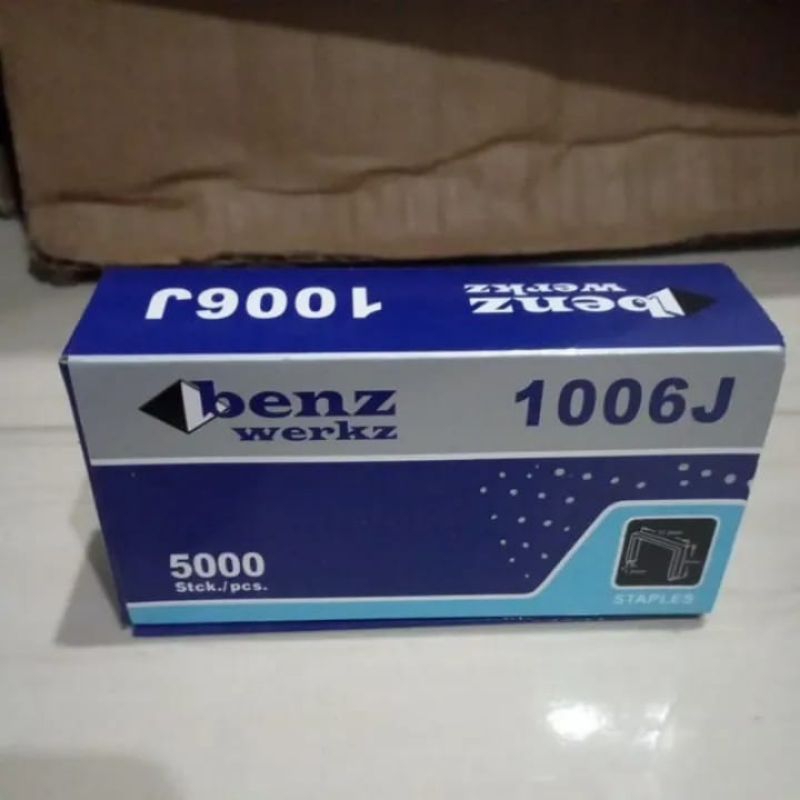 1006J
benz
werkz
benz
werkz
1006J
5000
Stck./pcs.
STAPLES